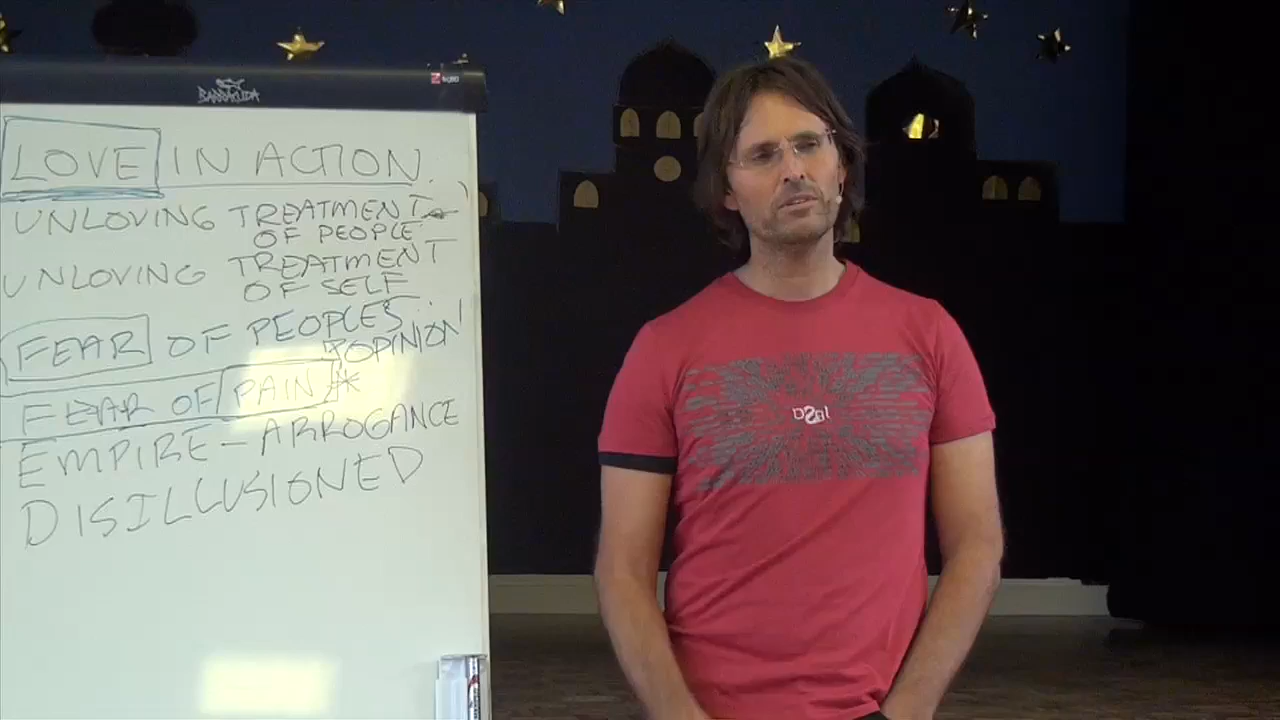 BARRACUDA
LOVE IN ACTION.
UNLOVING TREATMENT
OF PEOPLE.
UNLOVING TREATMENT
OF SELF
FEAR OF PEOPLES
OPINION
FEAR OF PAIN *
EMPIRE - ARROGANCE
DISILLUSIONED